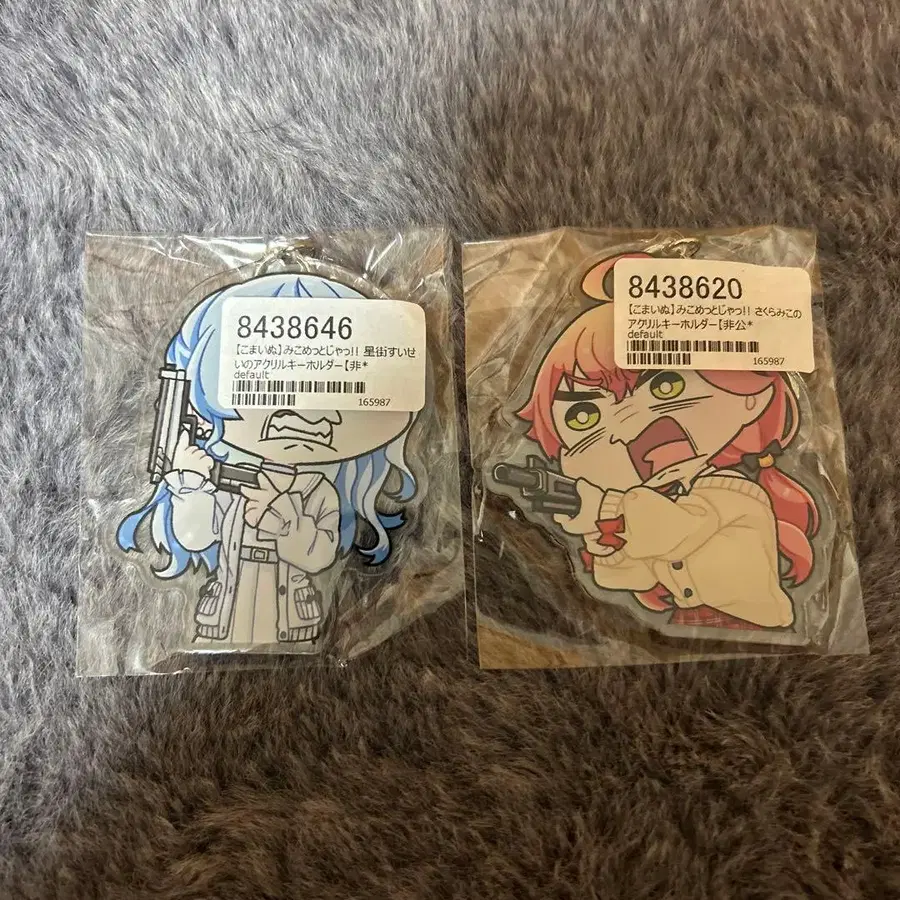 8438646
【こまいぬ】みこめっとじゃっ!! 星街すいせ
いのアクリルキーホルダー【非*
default
165987
8438620
【こまいぬ】みこめっとじゃっ!! さくらみこの
アクリルキーホルダー【非公*
default
165987